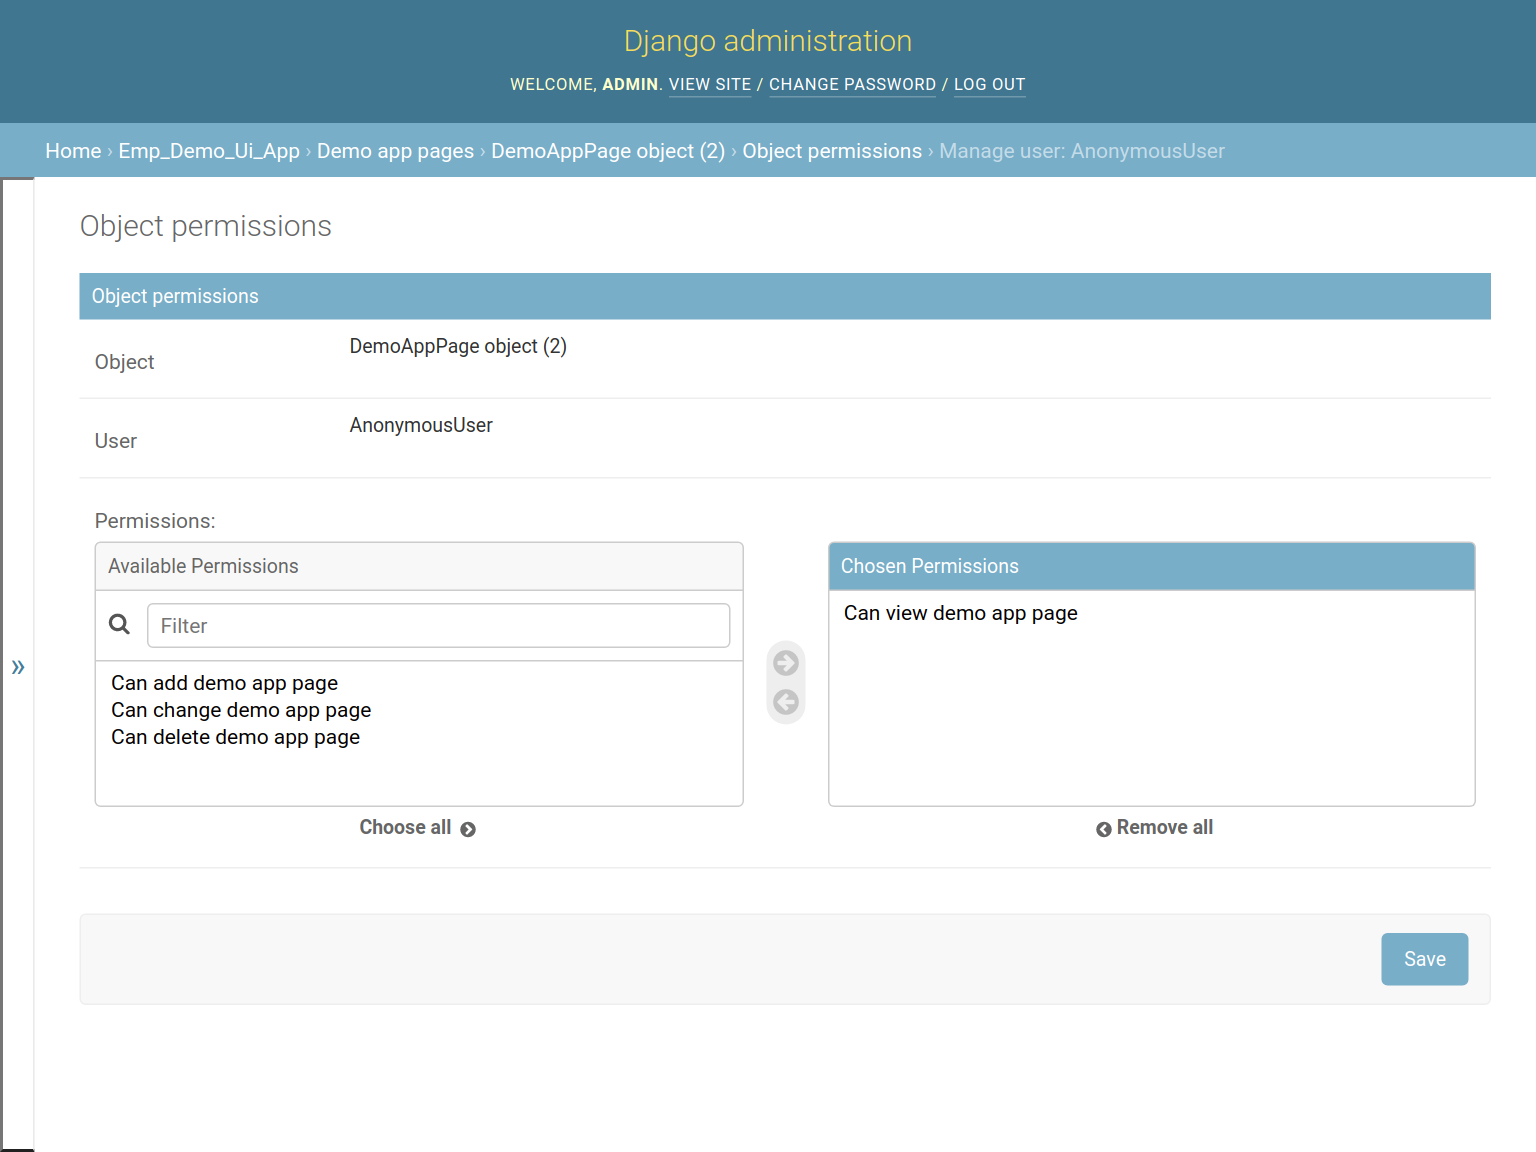 Django administration
WELCOME, ADMIN. VIEW SITE / CHANGE PASSWORD / LOG OUT
Home › Emp_Demo_Ui_App › Demo app pages › DemoAppPage object (2) › Object permissions › Manage user: AnonymousUser
Object permissions
Object permissions
Object
DemoAppPage object (2)
User
AnonymousUser
Permissions:
Available Permissions
Filter
Can add demo app page
Can change demo app page
Can delete demo app page
Choose all
Chosen Permissions
Can view demo app page
Remove all
»
Save